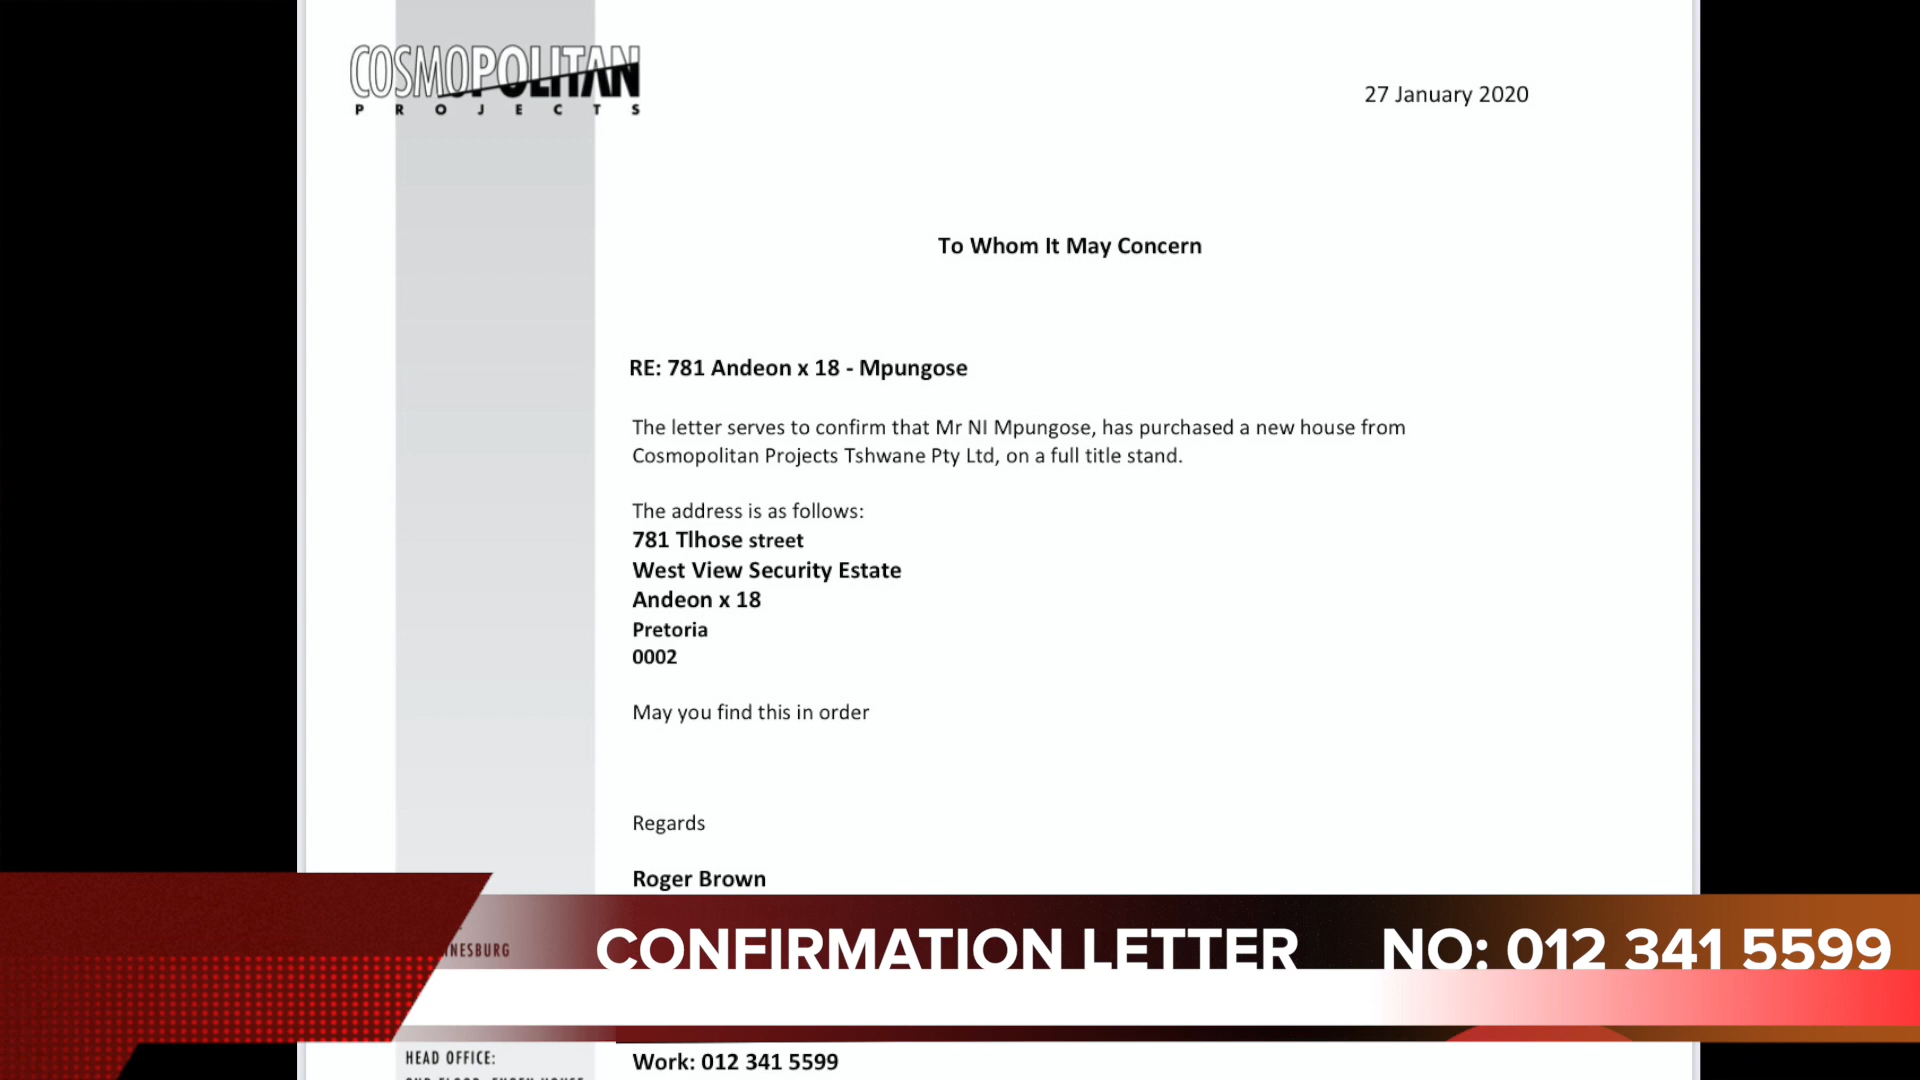 COSMOPOLITAN
PROJECTS
27 January 2020
To Whom It May Concern
RE: 781 Andeon x 18 - Mpungose
The letter serves to confirm that Mr NI Mpungose, has purchased a new house from
Cosmopolitan Projects Tshwane Pty Ltd, on a full title stand.
The address is as follows:
781 Tlhose street
West View Security Estate
Andeon x 18
Pretoria
0002
May you find this in order
Regards
Roger Brown
CONFIRMATION LETTER NO: 012 341 5599
HEAD OFFICE:
Work: 012 341 5599